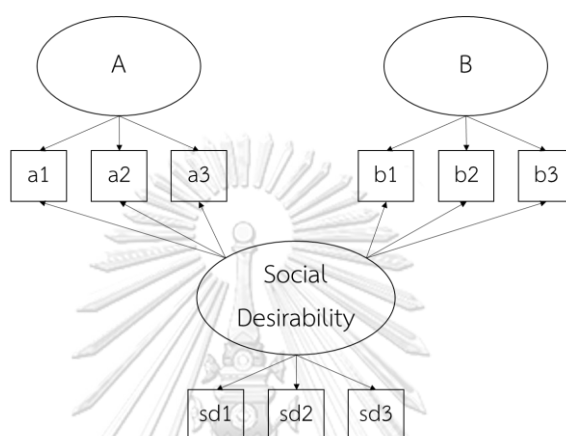 A
B
a1
a2
a3
b1
b2
b3
Social
Desirability
sd1
sd2
sd3